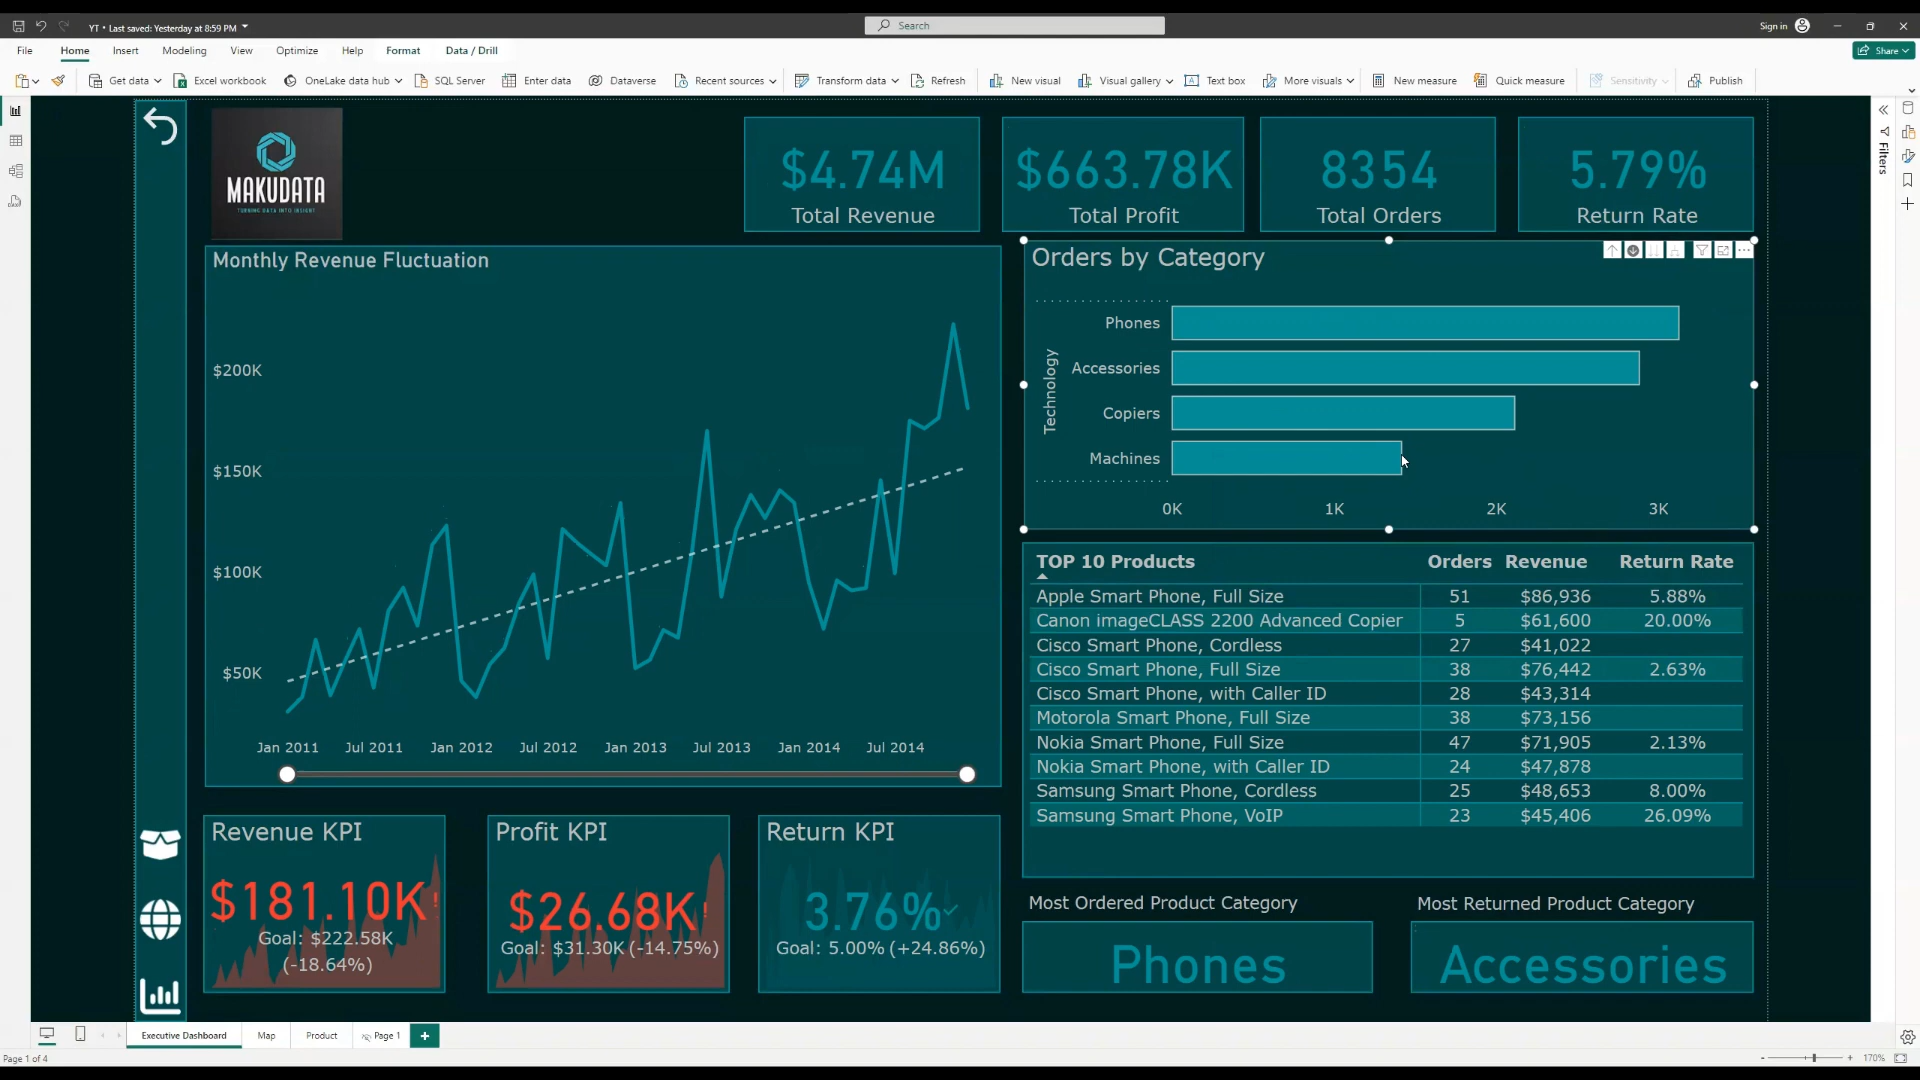 YT • Last saved: Yesterday at 8:59 PM
Search
Sign in
File Home Insert Modeling View Optimize Help Format Data / Drill
Share
Get data Excel workbook OneLake data hub SQL Server Enter data Dataverse Recent sources Transform data Refresh New visual Visual gallery Text box More visuals New measure Quick measure Sensitivity Publish
MAKUDATA
TURNING DATA INTO INSIGHT
$4.74M
Total Revenue
$663.78K
Total Profit
8354
Total Orders
5.79%
Return Rate
Filters
Monthly Revenue Fluctuation
$200K
$150K
$100K
$50K
Jan 2011 Jul 2011 Jan 2012 Jul 2012 Jan 2013 Jul 2013 Jan 2014 Jul 2014
Orders by Category
Technology
Phones
Accessories
Copiers
Machines
0K 1K 2K 3K
TOP 10 Products Orders Revenue Return Rate
Apple Smart Phone, Full Size 51 $86,936 5.88%
Canon imageCLASS 2200 Advanced Copier 5 $61,600 20.00%
Cisco Smart Phone, Cordless 27 $41,022
Cisco Smart Phone, Full Size 38 $76,442 2.63%
Cisco Smart Phone, with Caller ID 28 $43,314
Motorola Smart Phone, Full Size 38 $73,156
Nokia Smart Phone, Full Size 47 $71,905 2.13%
Nokia Smart Phone, with Caller ID 24 $47,878
Samsung Smart Phone, Cordless 25 $48,653 8.00%
Samsung Smart Phone, VoIP 23 $45,406 26.09%
Revenue KPI
$181.10K!
Goal: $222.58K
(-18.64%)
Profit KPI
$26.68K!
Goal: $31.30K (-14.75%)
Return KPI
3.76%
Goal: 5.00% (+24.86%)
Most Ordered Product Category
Phones
Most Returned Product Category
Accessories
Executive Dashboard Map Product Page 1 +
Page 1 of 4
- + 170%